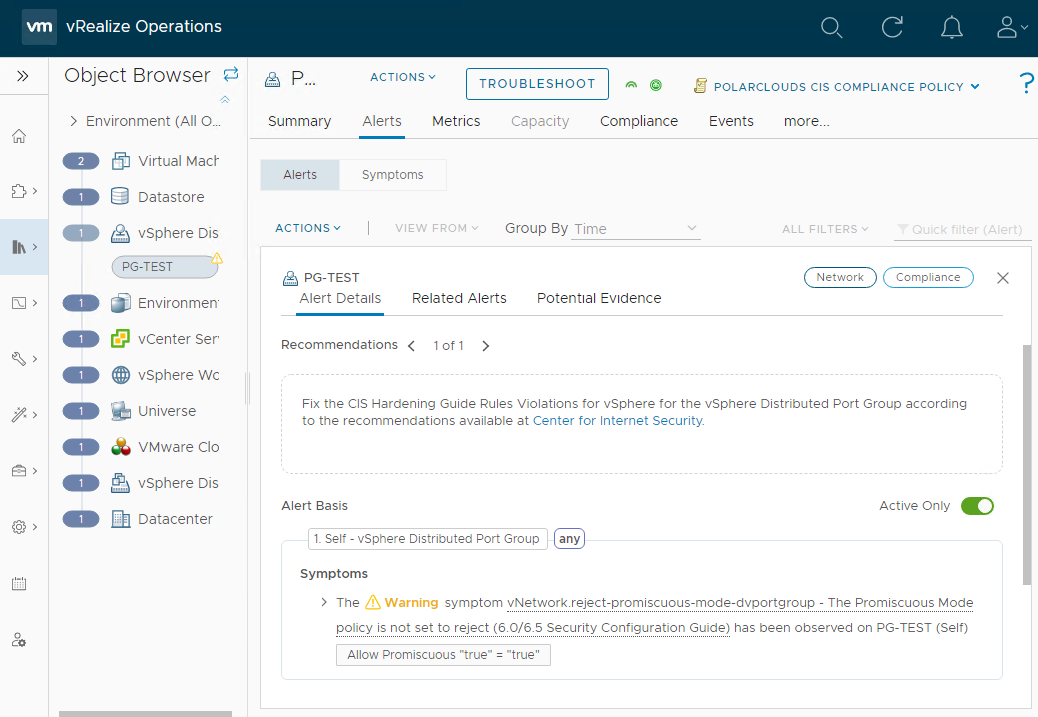 vm vRealize Operations
Object Browser
Environment (All O...
2 Virtual Mach
1 Datastore
1 vSphere Dis
PG-TEST
1 Environment
1 vCenter Ser
1 vSphere Wo
1 Universe
1 VMware Clo
1 vSphere Dis
1 Datacenter
P... ACTIONS TROUBLESHOOT POLARCLOUDS CIS COMPLIANCE POLICY ?
Summary Alerts Metrics Capacity Compliance Events more...
Alerts Symptoms
ACTIONS | VIEW FROM Group By Time ALL FILTERS Quick filter (Alert)
PG-TEST Network Compliance
Alert Details Related Alerts Potential Evidence
Recommendations 1 of 1
Fix the CIS Hardening Guide Rules Violations for vSphere for the vSphere Distributed Port Group according
to the recommendations available at Center for Internet Security.
Alert Basis Active Only
1. Self - vSphere Distributed Port Group any
Symptoms
The Warning symptom vNetwork.reject-promiscuous-mode-dvportgroup - The Promiscuous Mode
policy is not set to reject (6.0/6.5 Security Configuration Guide) has been observed on PG-TEST (Self)
Allow Promiscuous "true" = "true"